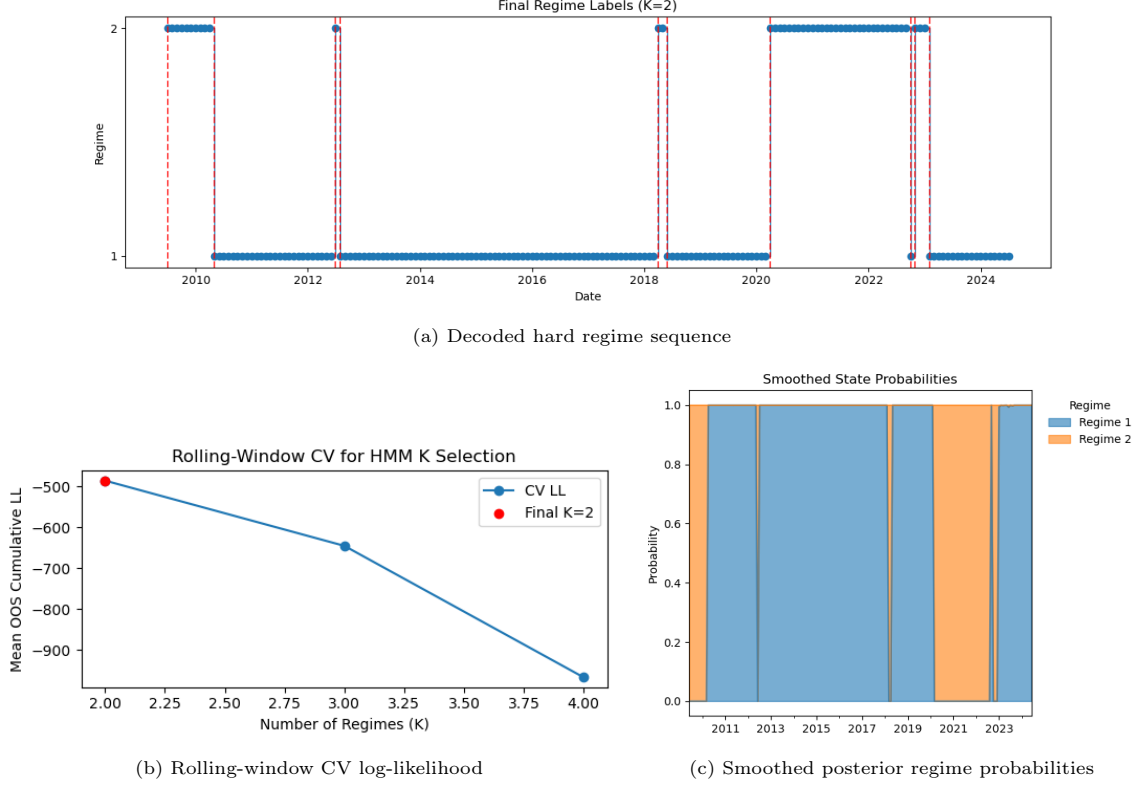 Final Regime Labels (K=2)
2
1
Regime
2010 2012 2014 2016 2018 2020 2022 2024
Date
(a) Decoded hard regime sequence
Rolling-Window CV for HMM K Selection
CV LL
Final K=2
−500
−600
−700
−800
−900
Mean OOS Cumulative LL
2.00 2.25 2.50 2.75 3.00 3.25 3.50 3.75 4.00
Number of Regimes (K)
(b) Rolling-window CV log-likelihood
Smoothed State Probabilities
Regime
Regime 1
Regime 2
1.0
0.8
0.6
0.4
0.2
0.0
Probability
2011 2013 2015 2017 2019 2021 2023
(c) Smoothed posterior regime probabilities